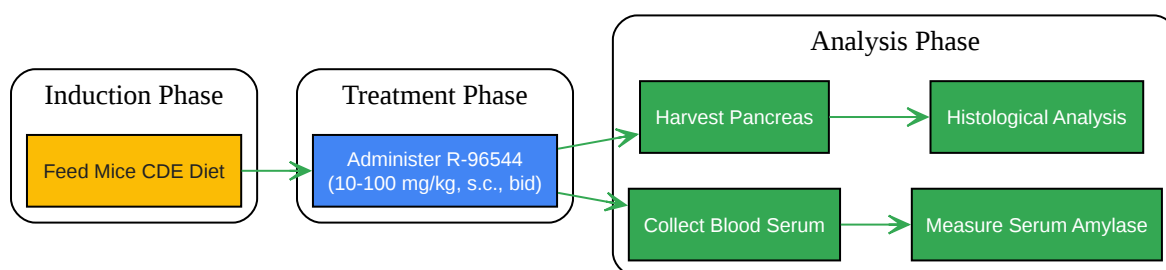 Induction Phase
Feed Mice CDE Diet
Treatment Phase
Administer R-96544
(10-100 mg/kg, s.c., bid)
Analysis Phase
Harvest Pancreas
Histological Analysis
Collect Blood Serum
Measure Serum Amylase